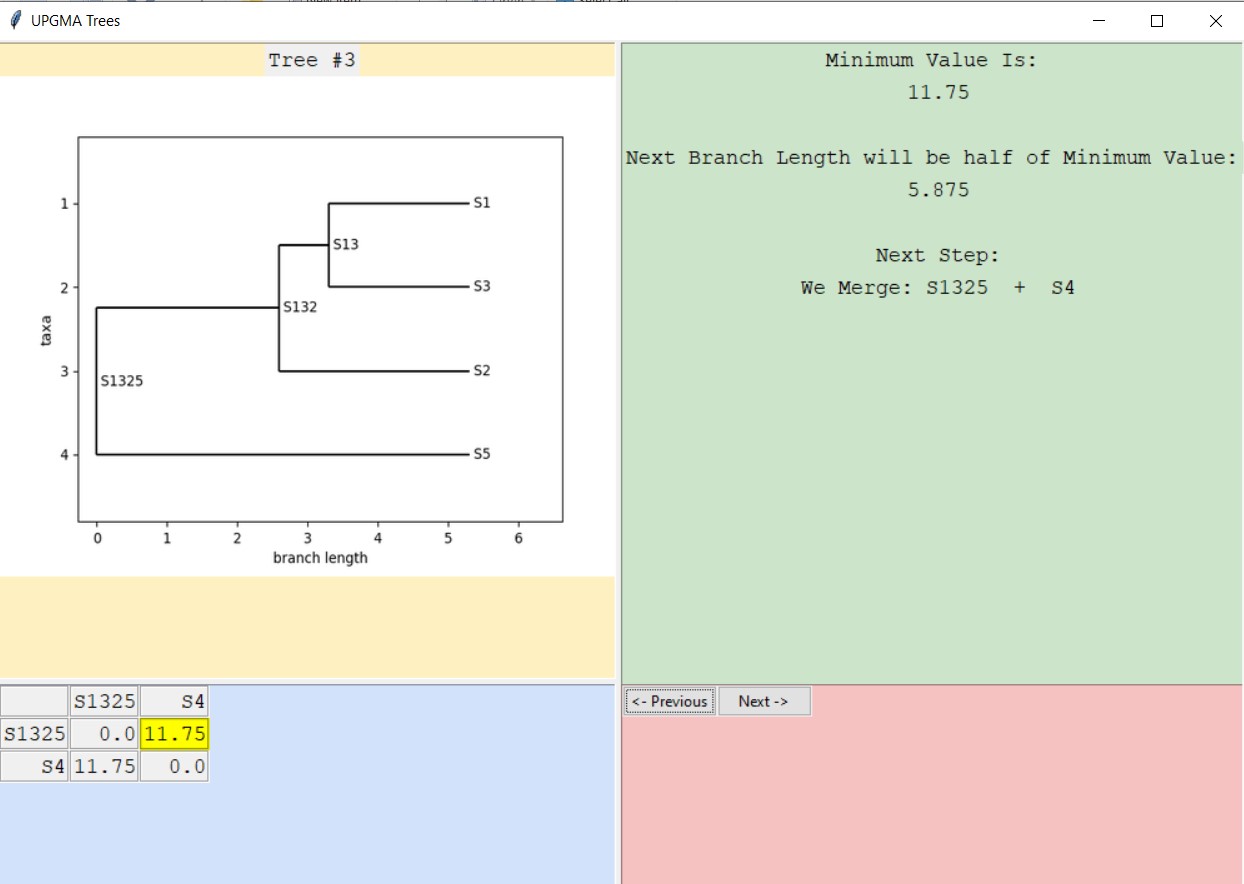 UPGMA Trees
Tree #3
1
S1
S13
2
S3
S132
taxa
3
S2
S1325
4
S5
0 1 2 3 4 5 6
branch length
Minimum Value Is:
11.75
Next Branch Length will be half of Minimum Value:
5.875
Next Step:
We Merge: S1325 + S4
S1325 S4
S1325 0.0 11.75
S4 11.75 0.0
<- Previous Next ->